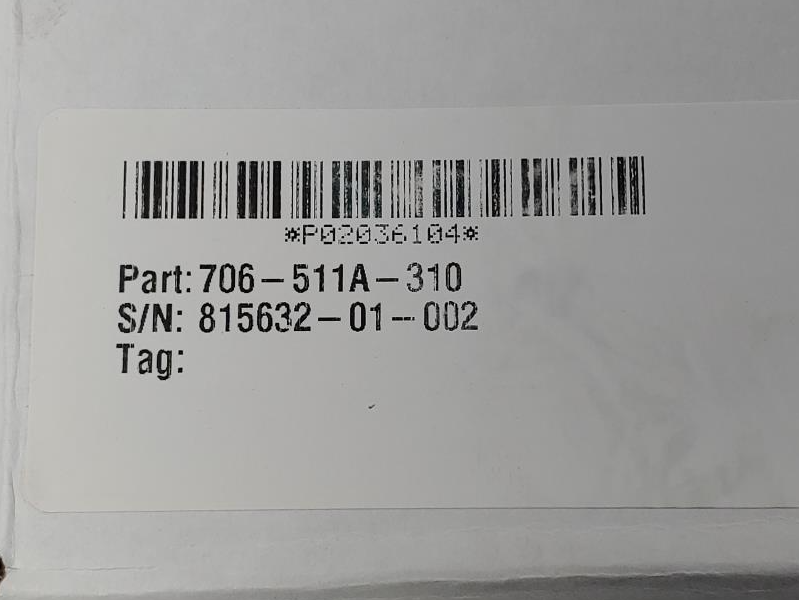 *P02036104*
Part: 706-511A-310
S/N: 815632-01-002
Tag: